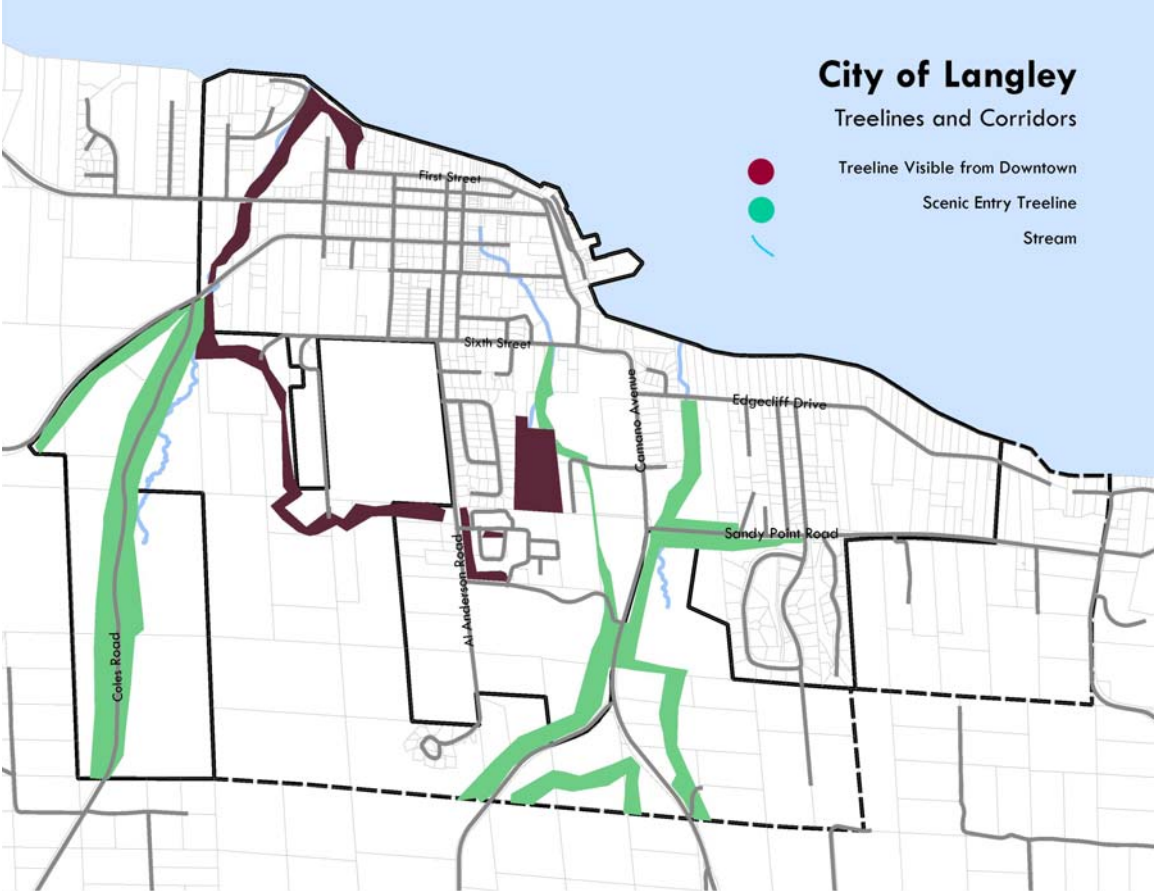 City of Langley
Treelines and Corridors
Treeline Visible from Downtown
Scenic Entry Treeline
Stream
First Street
Sixth Street
Camano Avenue
Edgecliff Drive
Sandy Point Road
Al Anderson Road
Coles Road